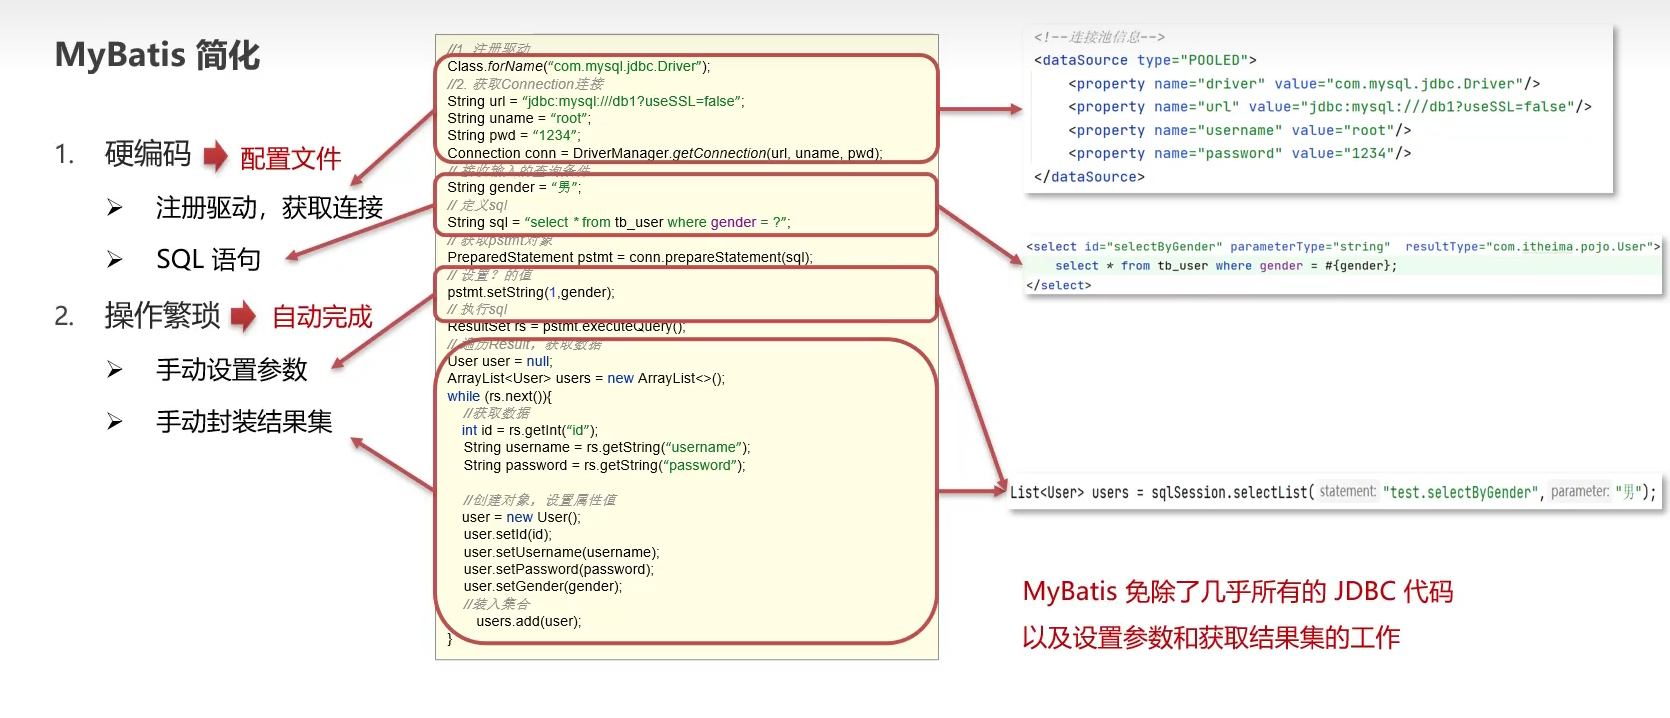 MyBatis 简化
1. 硬编码 配置文件
➢ 注册驱动，获取连接
➢ SQL 语句
2. 操作繁琐 自动完成
➢ 手动设置参数
➢ 手动封装结果集
//1. 注册驱动
Class.forName(“com.mysql.jdbc.Driver”);
//2. 获取Connection连接
String url = “jdbc:mysql:///db1?useSSL=false”;
String uname = “root”;
String pwd = “1234”;
Connection conn = DriverManager.getConnection(url, uname, pwd);
// 接收输入的查询条件
String gender = “男”;
// 定义sql
String sql = “select * from tb_user where gender = ?”;
// 获取pstmt对象
PreparedStatement pstmt = conn.prepareStatement(sql);
// 设置？的值
pstmt.setString(1,gender);
// 执行sql
ResultSet rs = pstmt.executeQuery();
// 遍历Result，获取数据
User user = null;
ArrayList<User> users = new ArrayList<>();
while (rs.next()){
//获取数据
int id = rs.getInt(“id”);
String username = rs.getString(“username”);
String password = rs.getString(“password”);
//创建对象，设置属性值
user = new User();
user.setId(id);
user.setUsername(username);
user.setPassword(password);
user.setGender(gender);
//装入集合
users.add(user);
}
<!--连接池信息-->
<dataSource type="POOLED">
<property name="driver" value="com.mysql.jdbc.Driver"/>
<property name="url" value="jdbc:mysql:///db1?useSSL=false"/>
<property name="username" value="root"/>
<property name="password" value="1234"/>
</dataSource>
<select id="selectByGender" parameterType="string" resultType="com.itheima.pojo.User">
select * from tb_user where gender = #{gender};
</select>
List<User> users = sqlSession.selectList( statement: "test.selectByGender", parameter: "男");
MyBatis 免除了几乎所有的 JDBC 代码
以及设置参数和获取结果集的工作